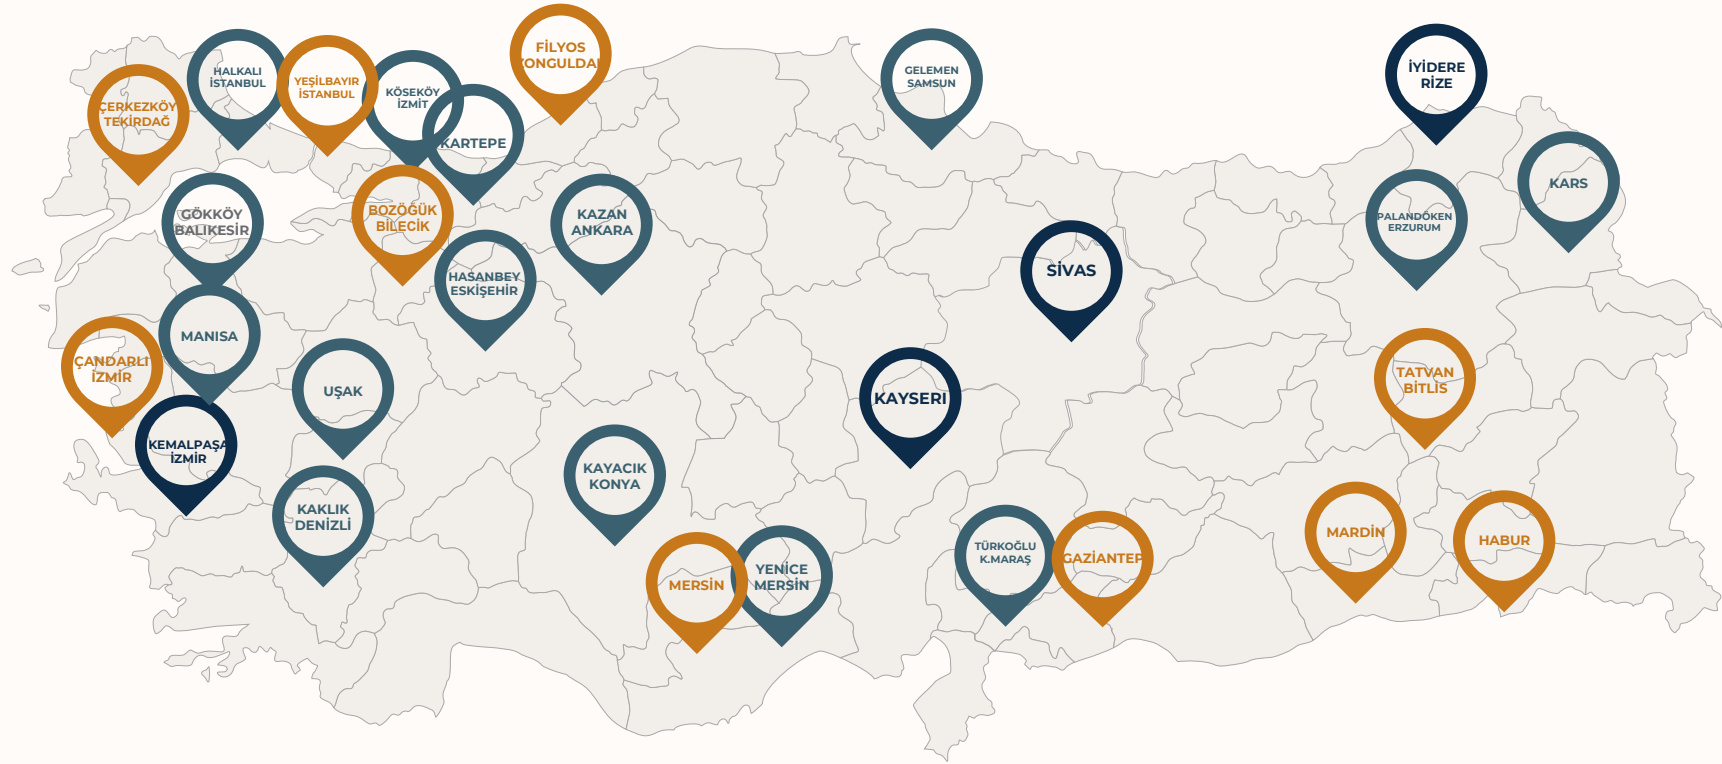 FİLYOS
ZONGULDAK
HALKALI
İSTANBUL
YEŞİLBAYIR
İSTANBUL
KÖSEKÖY
İZMİT
GELEMEN
SAMSUN
İYİDERE
RİZE
ÇERKEZKÖY
TEKİRDAĞ
KARTEPE
KARS
GÖKKÖY
BALIKESİR
BOZÖĞÜK
BİLECİK
KAZAN
ANKARA
PALANDÖKEN
ERZURUM
HASANBEY
ESKİŞEHİR
SİVAS
MANISA
ÇANDARLI
İZMİR
UŞAK
KAYSERI
TATVAN
BİTLİS
KEMALPAŞA
İZMİR
KAYACIK
KONYA
KAKLIK
DENİZLİ
MERSİN
YENİCE
MERSİN
TÜRKOĞLU
K.MARAŞ
GAZİANTEP
MARDİN
HABUR